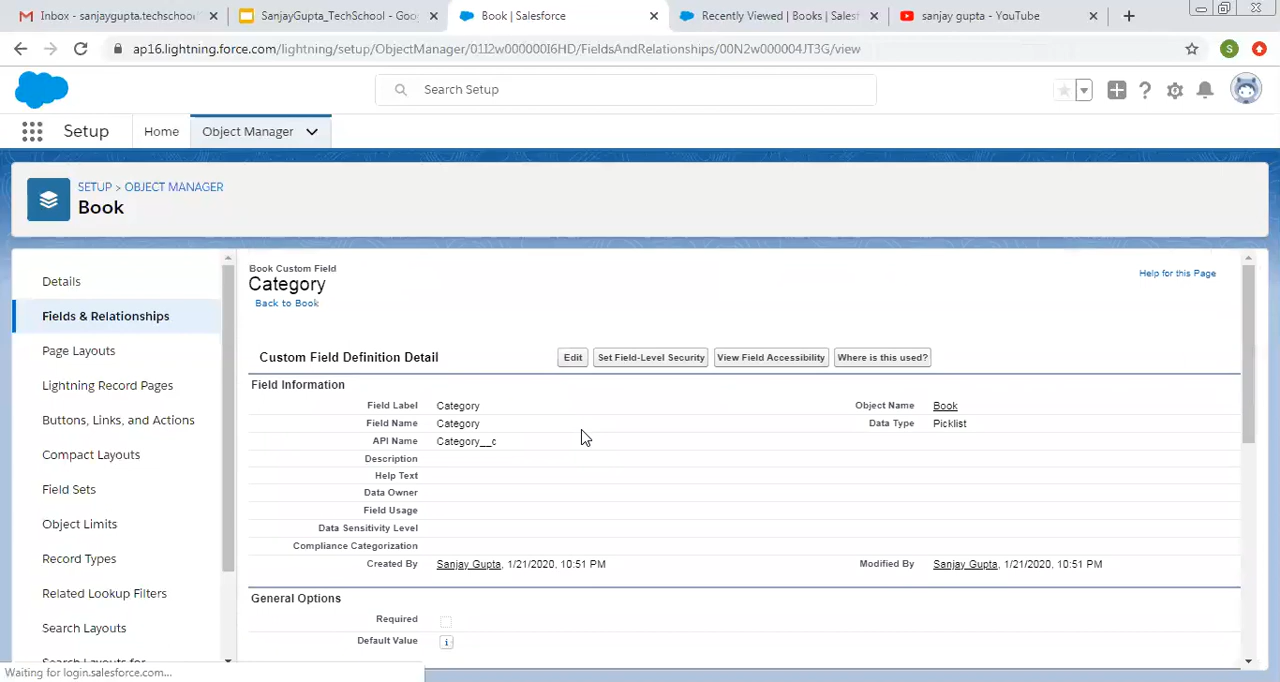 Inbox - sanjaygupta.techschool
SanjayGupta_TechSchool - Goo
Book | Salesforce
Recently Viewed | Books | Salesf
sanjay gupta - YouTube
ap16.lightning.force.com/lightning/setup/ObjectManager/01I2w000000I6HD/FieldsAndRelationships/00N2w000004JT3G/view
S
Search Setup
Setup
Home
Object Manager
SETUP > OBJECT MANAGER
Book
Details
Fields & Relationships
Page Layouts
Lightning Record Pages
Buttons, Links, and Actions
Compact Layouts
Field Sets
Object Limits
Record Types
Related Lookup Filters
Search Layouts
Search Layouts for
Book Custom Field
Category
Back to Book
Help for this Page
Custom Field Definition Detail
Edit
Set Field-Level Security
View Field Accessibility
Where is this used?
Field Information
Field Label Category Object Name Book
Field Name Category Data Type Picklist
API Name Category__c
Description
Help Text
Data Owner
Field Usage
Data Sensitivity Level
Compliance Categorization
Created By Sanjay Gupta, 1/21/2020, 10:51 PM Modified By Sanjay Gupta, 1/21/2020, 10:51 PM
General Options
Required
Default Value
Waiting for login.salesforce.com...